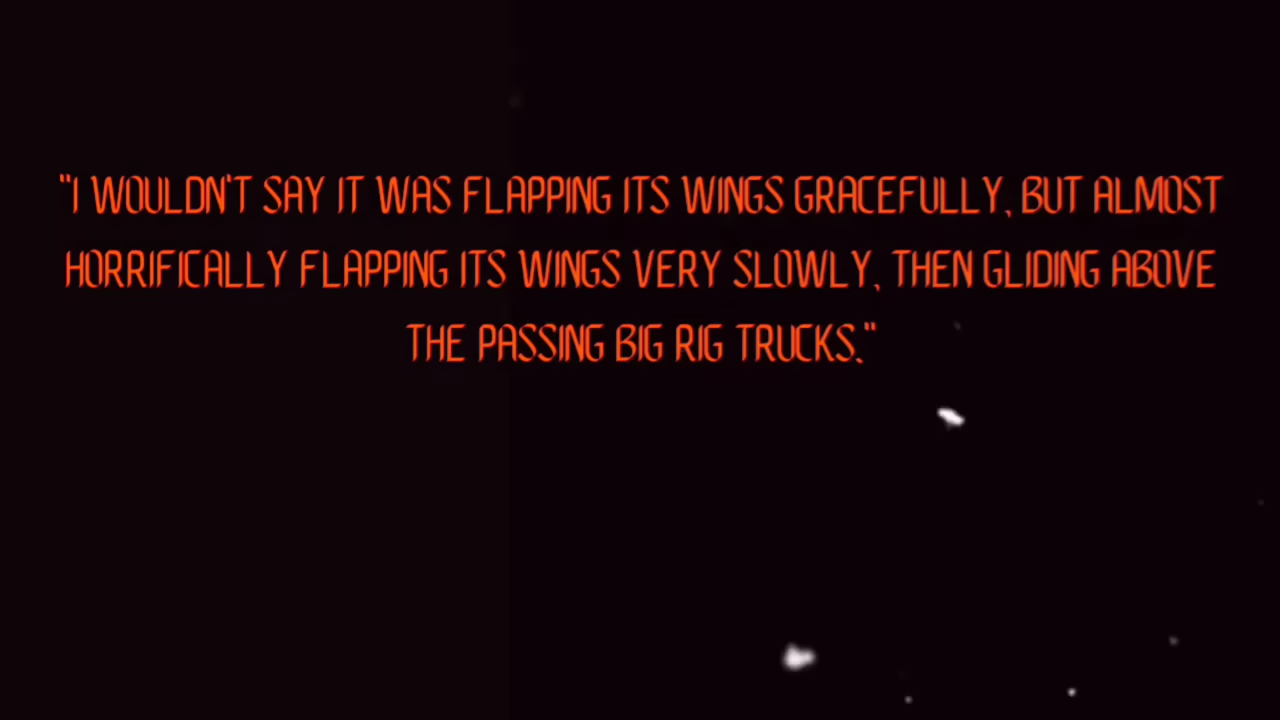 "I WOULDN'T SAY IT WAS FLAPPING ITS WINGS GRACEFULLY, BUT ALMOST
HORRIFICALLY FLAPPING ITS WINGS VERY SLOWLY, THEN GLIDING ABOVE
THE PASSING BIG RIG TRUCKS."